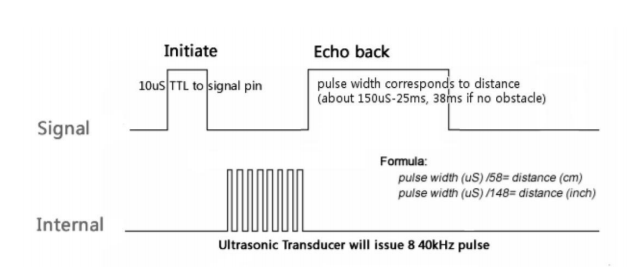 Initiate
Echo back
10uS TTL to signal pin
pulse width corresponds to distance
(about 150uS-25ms, 38ms if no obstacle)
Signal
Formula:
pulse width (uS) /58= distance (cm)
pulse width (uS) /148= distance (inch)
Internal
Ultrasonic Transducer will issue 8 40kHz pulse